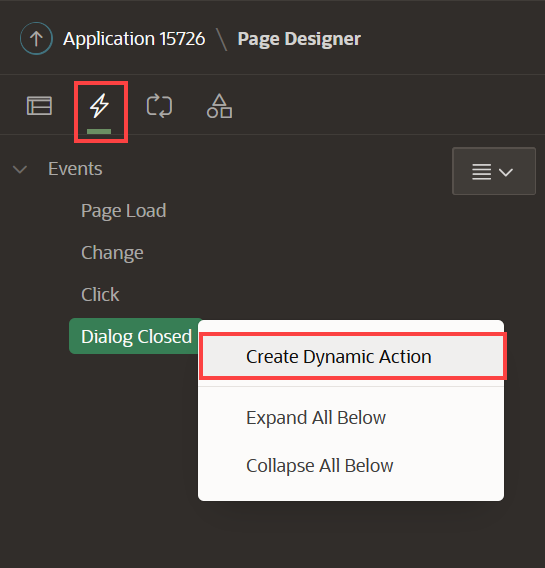 Application 15726 \ Page Designer
Events
Page Load
Change
Click
Dialog Closed
Create Dynamic Action
Expand All Below
Collapse All Below